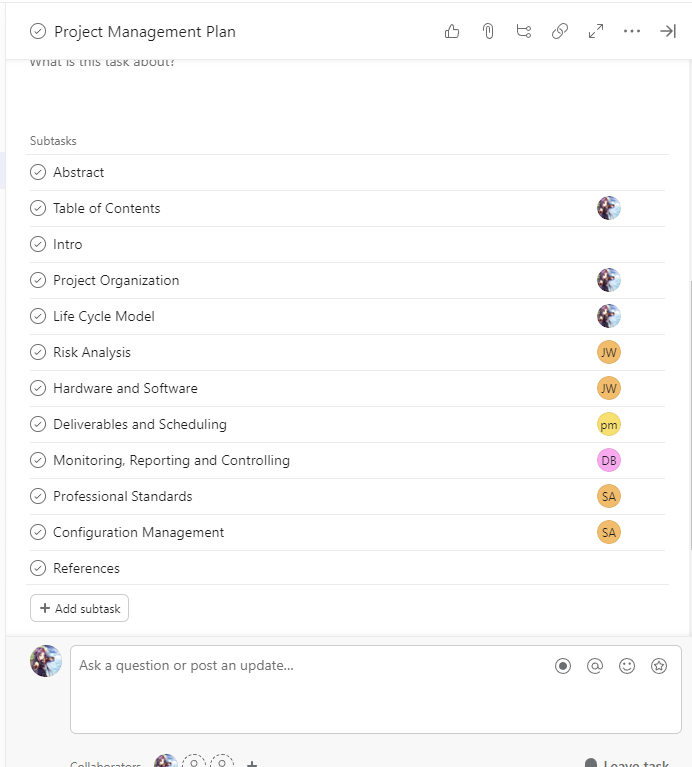 Project Management Plan
What is this task about?
Subtasks
Abstract
Table of Contents
Intro
Project Organization
Life Cycle Model
Risk Analysis JW
Hardware and Software JW
Deliverables and Scheduling pm
Monitoring, Reporting and Controlling DB
Professional Standards SA
Configuration Management SA
References
+ Add subtask
Ask a question or post an update...
Collaborators
Leave task